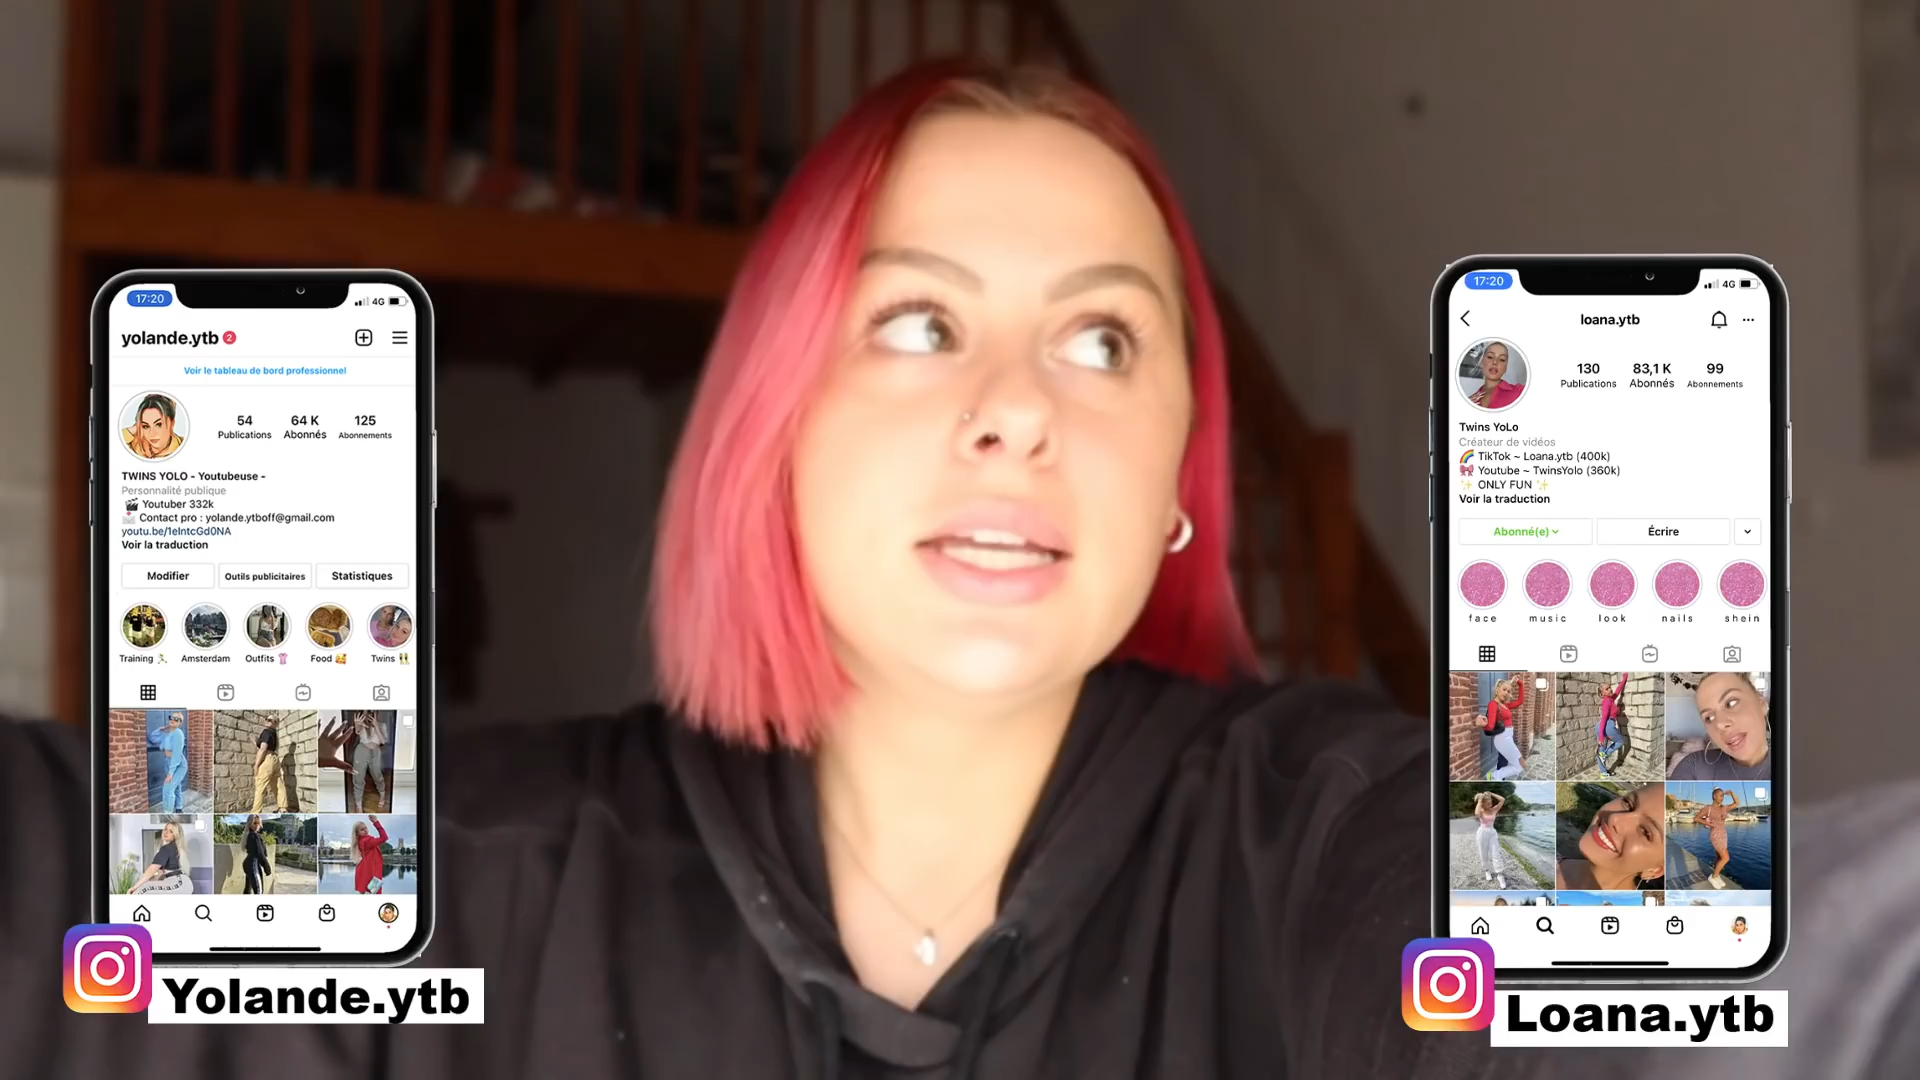 17:20
4G
yolande.ytb 2
Voir le tableau de bord professionnel
54
64 K
125
Publications
Abonnés
Abonnements
TWINS YOLO - Youtubeuse -
Personnalité publique
🎬 Youtuber 332k
📩 Contact pro : yolande.ytboff@gmail.com
youtu.be/1eIntcGd0NA
Voir la traduction
Modifier
Outils publicitaires
Statistiques
Training
Amsterdam
Outfits 👚
Food 🥰
Twins 👯
Yolande.ytb
17:20
4G
loana.ytb
130
83,1 K
99
Publications
Abonnés
Abonnements
Twins YoLo
Créateur de vidéos
🌈 TikTok ~ Loana.ytb (400k)
🎀 Youtube ~ TwinsYolo (360k)
✨ ONLY FUN ✨
Voir la traduction
Abonné(e)
Écrire
face
music
look
nails
shein
Loana.ytb